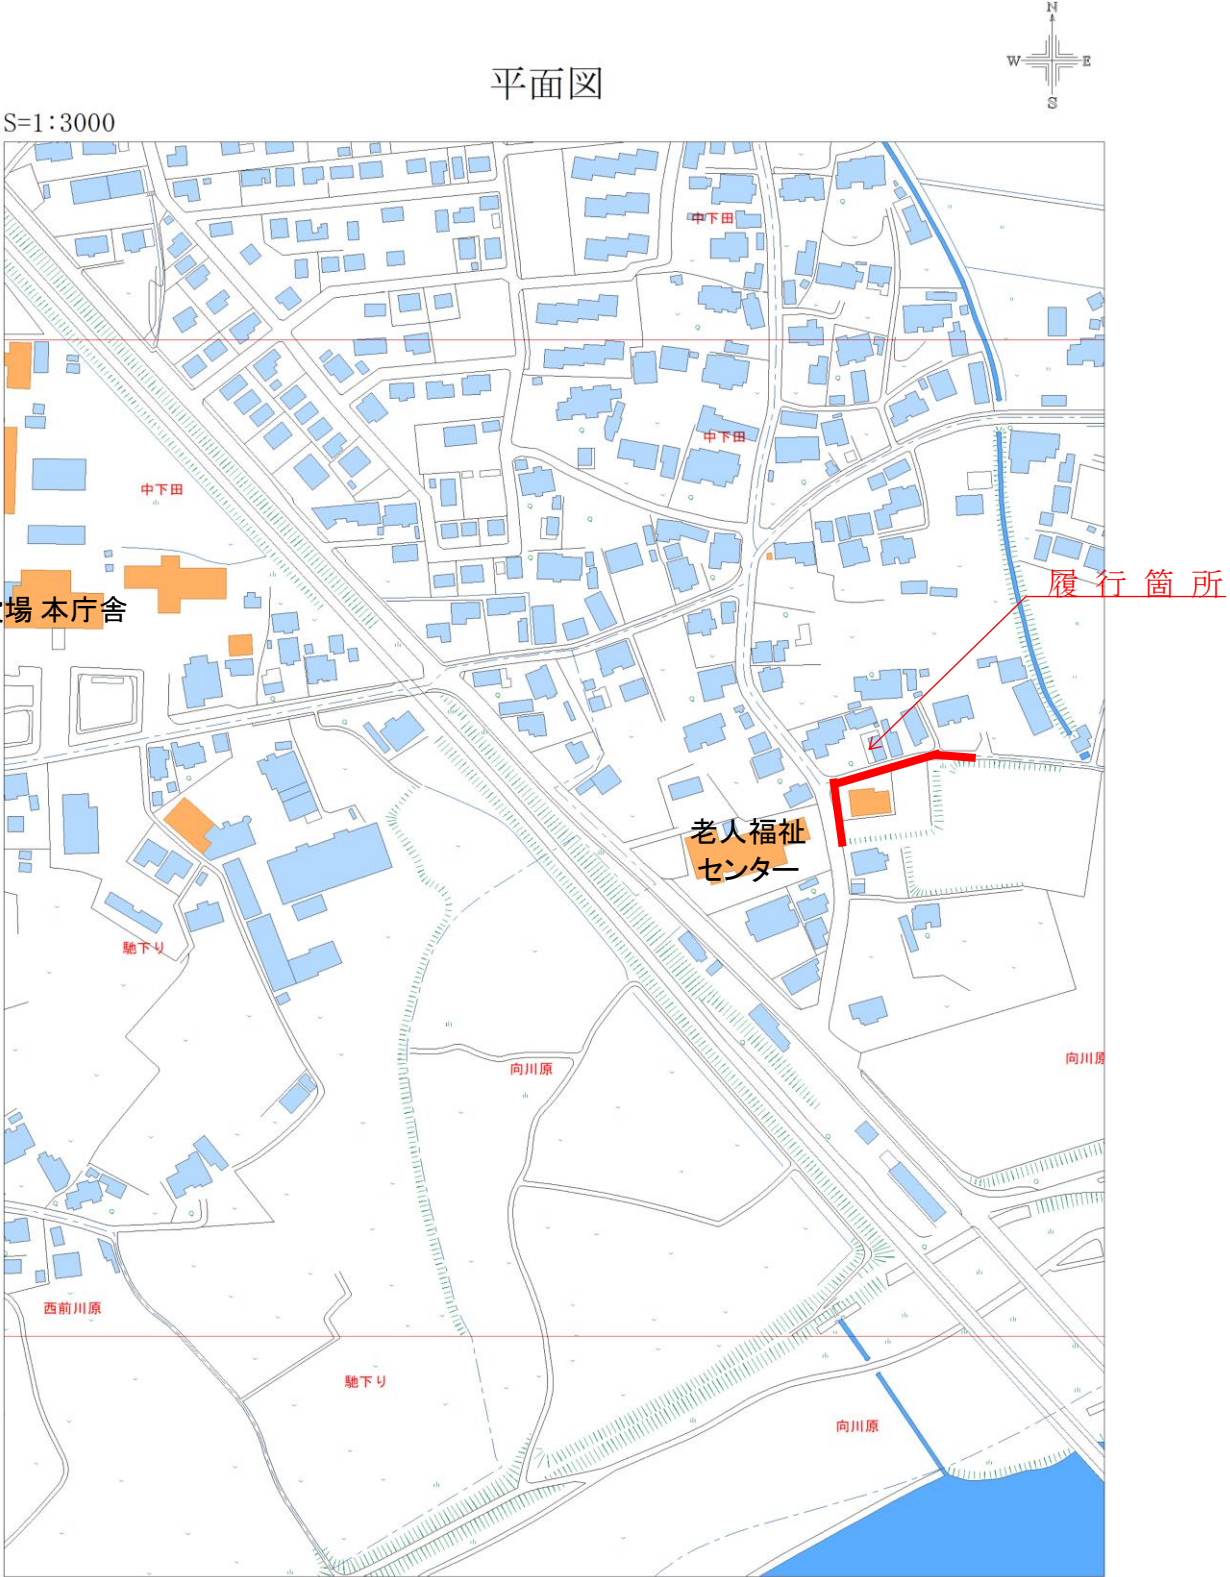 N
W E
S
平面図
S=1:3000
中下田
中下田
中下田
履行箇所
場 本庁舎
老人福祉
センター
馳下り
向川原
向川原
西前川原
馳下り
向川原